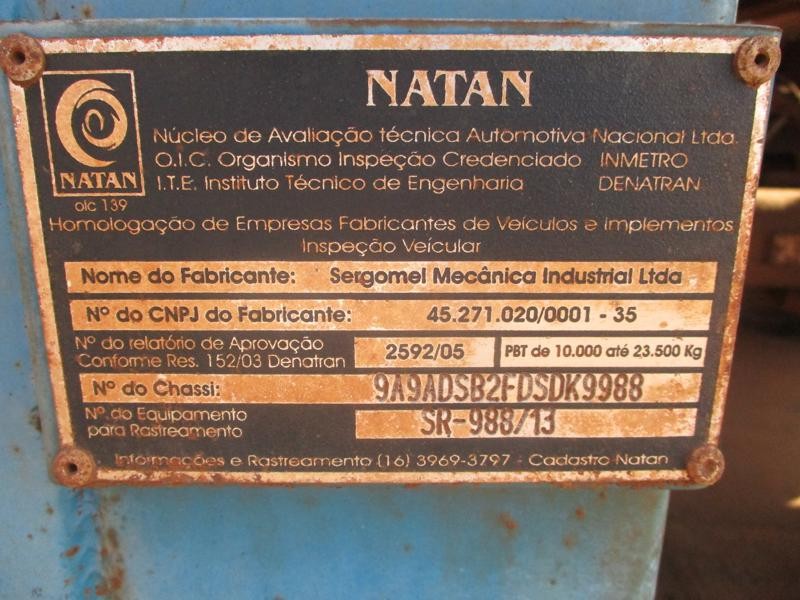 NATAN
NATAN
oic 139
Núcleo de Avaliação técnica Automotiva Nacional Ltda.
O.I.C. Organismo Inspeção Credenciado INMETRO
I.T.E. Instituto Técnico de Engenharia DENATRAN
Homologação de Empresas Fabricantes de Veículos e implementos
Inspeção Veícular
Nome do Fabricante: Sergomel Mecânica Industrial Ltda
Nº do CNPJ do Fabricante: 45.271.020/0001 - 35
Nº do relatório de Aprovação
Conforme Res. 152/03 Denatran
2592/05
PBT de 10.000 até 23.500 Kg
Nº do Chassi: 9A9ADSB2FDSDK9988
Nº do Equipamento
para Rastreamento
SR-988/13
Informações e Rastreamento (16) 3969-3797 - Cadastro Natan